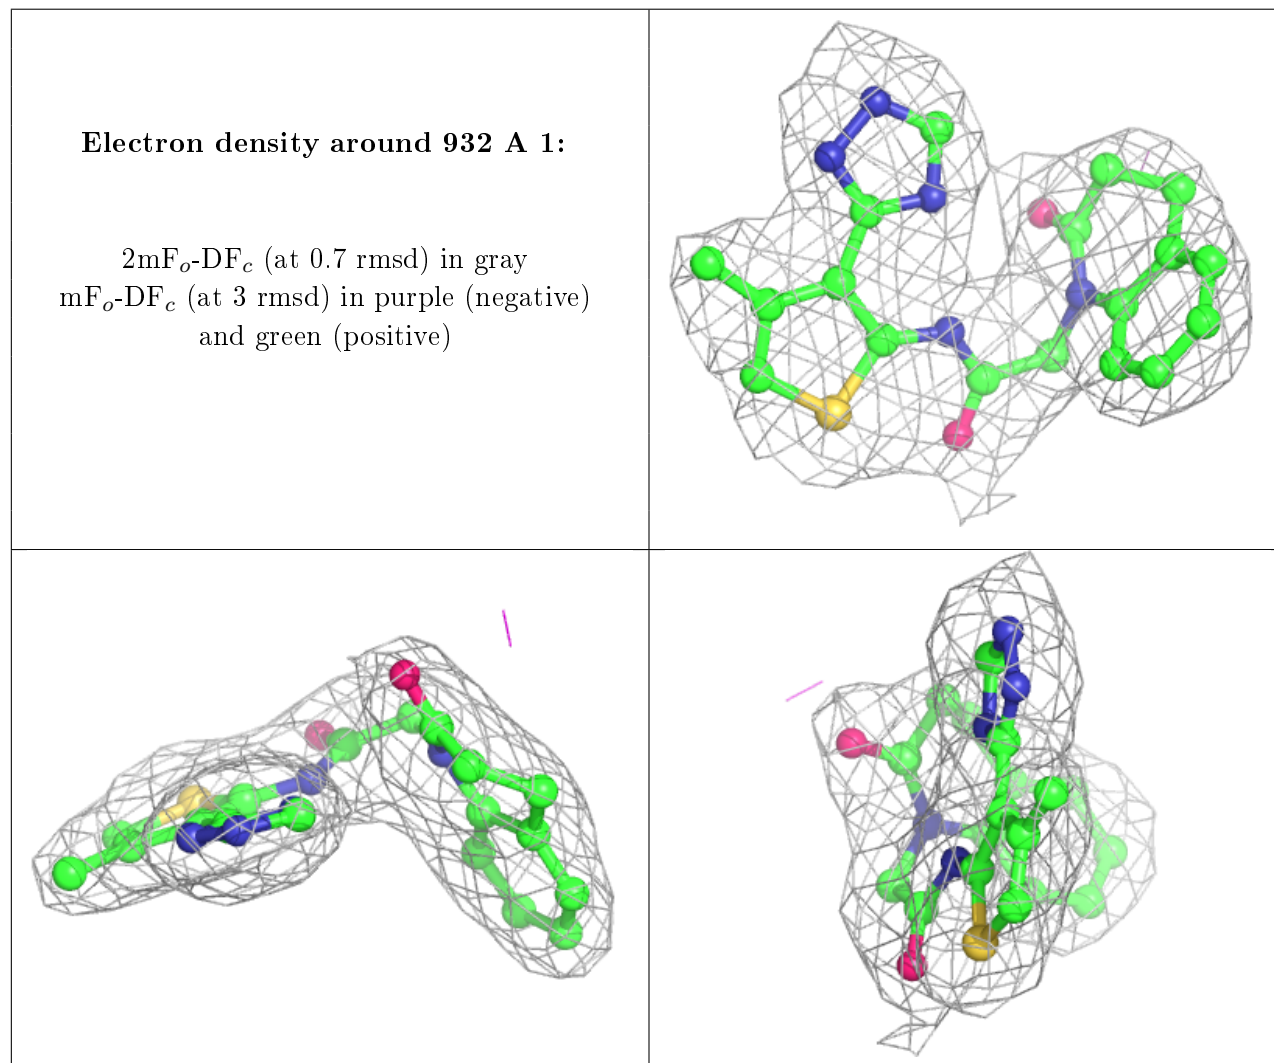 Electron density around 932 A 1:
2mFₒ-DF𝑐 (at 0.7 rmsd) in gray
mFₒ-DF𝑐 (at 3 rmsd) in purple (negative)
and green (positive)